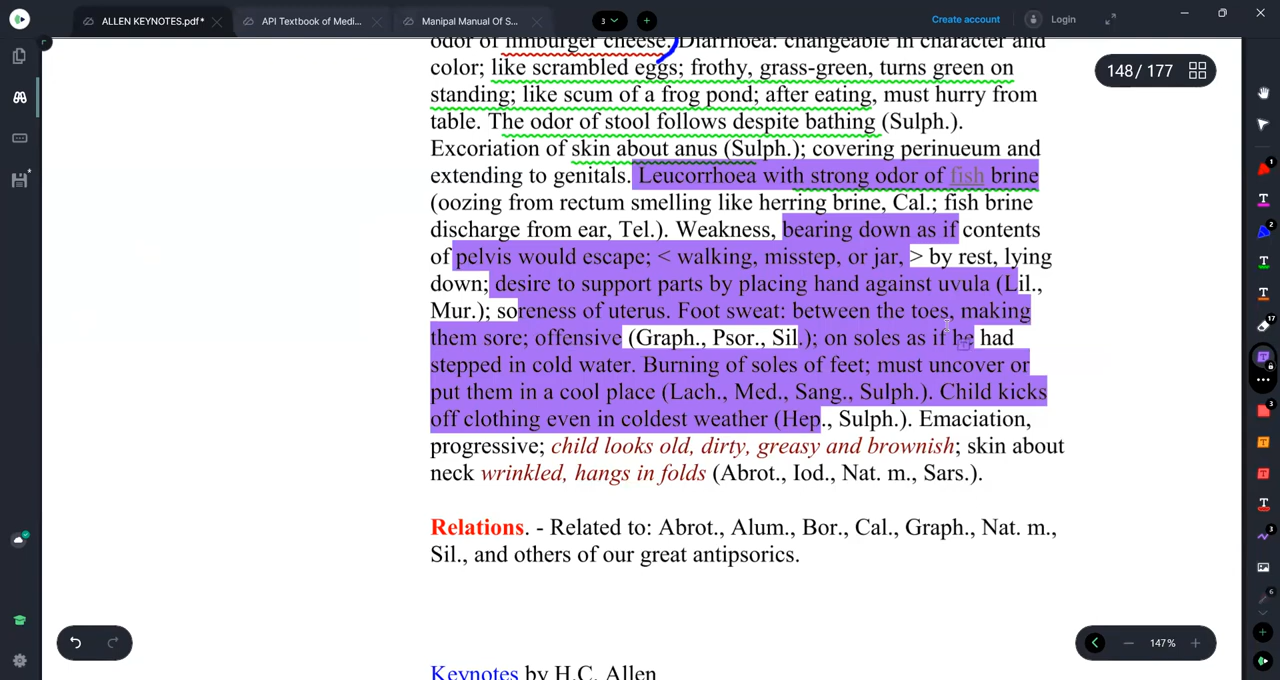 ALLEN KEYNOTES.pdf*
API Textbook of Medi...
Manipal Manual Of S...
3
Create account
Login
odor of limburger cheese. Diarrhoea: changeable in character and
148 / 177
color; like scrambled eggs; frothy, grass-green, turns green on
standing; like scum of a frog pond; after eating, must hurry from
table. The odor of stool follows despite bathing (Sulph.).
Excoriation of skin about anus (Sulph.); covering perinueum and
extending to genitals. Leucorrhoea with strong odor of fish brine
(oozing from rectum smelling like herring brine, Cal.; fish brine
discharge from ear, Tel.). Weakness, bearing down as if contents
of pelvis would escape; < walking, misstep, or jar, > by rest, lying
down; desire to support parts by placing hand against uvula (Lil.,
Mur.); soreness of uterus. Foot sweat: between the toes, making
them sore; offensive (Graph., Psor., Sil.); on soles as if he had
stepped in cold water. Burning of soles of feet; must uncover or
put them in a cool place (Lach., Med., Sang., Sulph.). Child kicks
off clothing even in coldest weather (Hep., Sulph.). Emaciation,
progressive; child looks old, dirty, greasy and brownish; skin about
neck wrinkled, hangs in folds (Abrot., Iod., Nat. m., Sars.).
Relations. - Related to: Abrot., Alum., Bor., Cal., Graph., Nat. m.,
Sil., and others of our great antipsorics.
147%
Keynotes by H.C. Allen
1
2
17
3
3
6